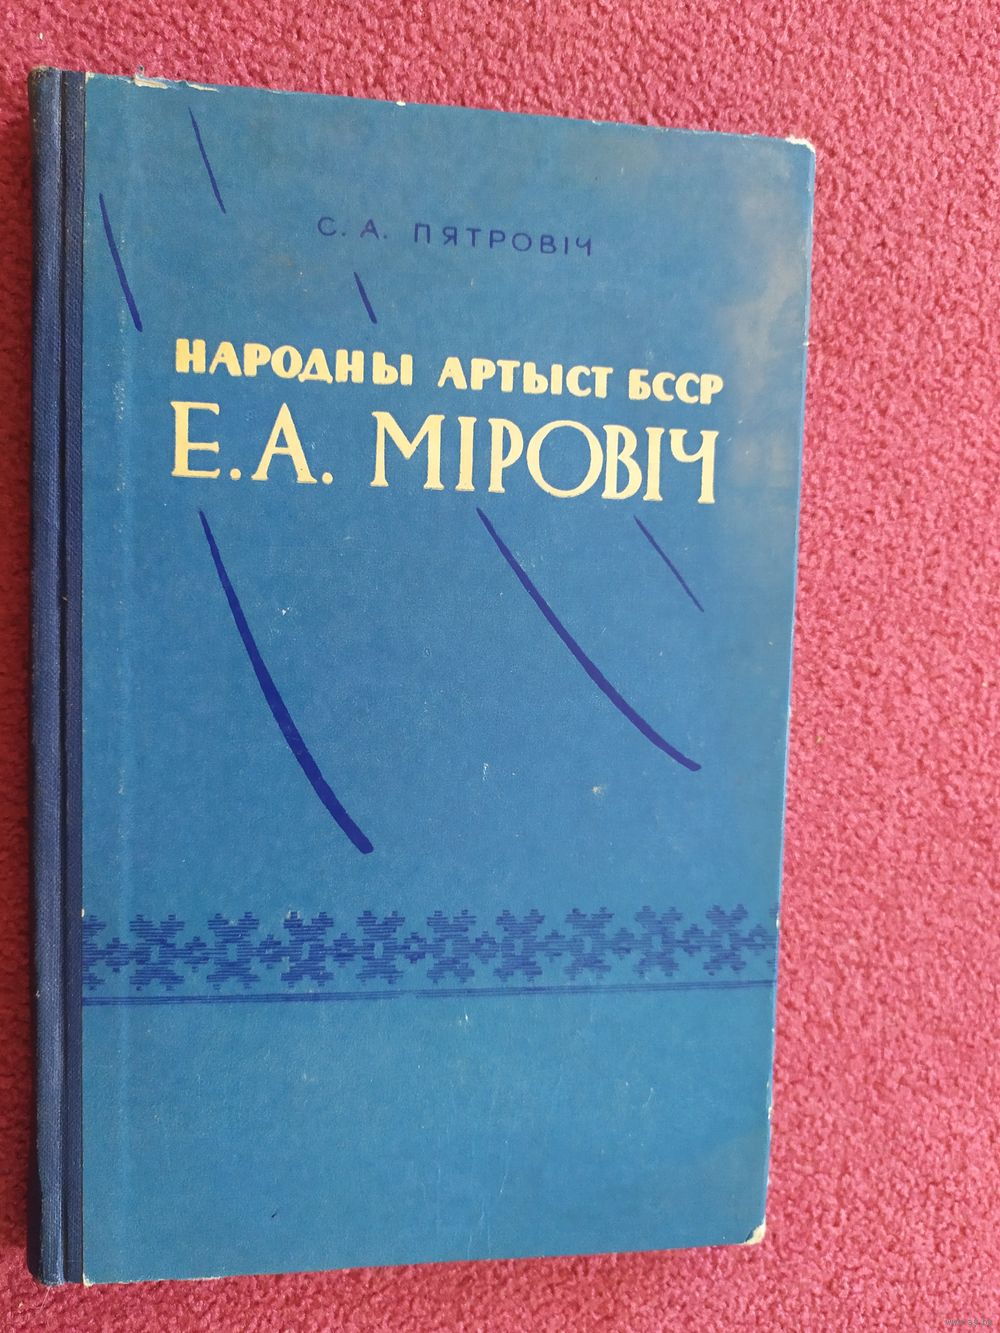 С. А. ПЯТРОВІЧ
НАРОДНЫ АРТЫСТ БССР
Е.А. МІРОВІЧ